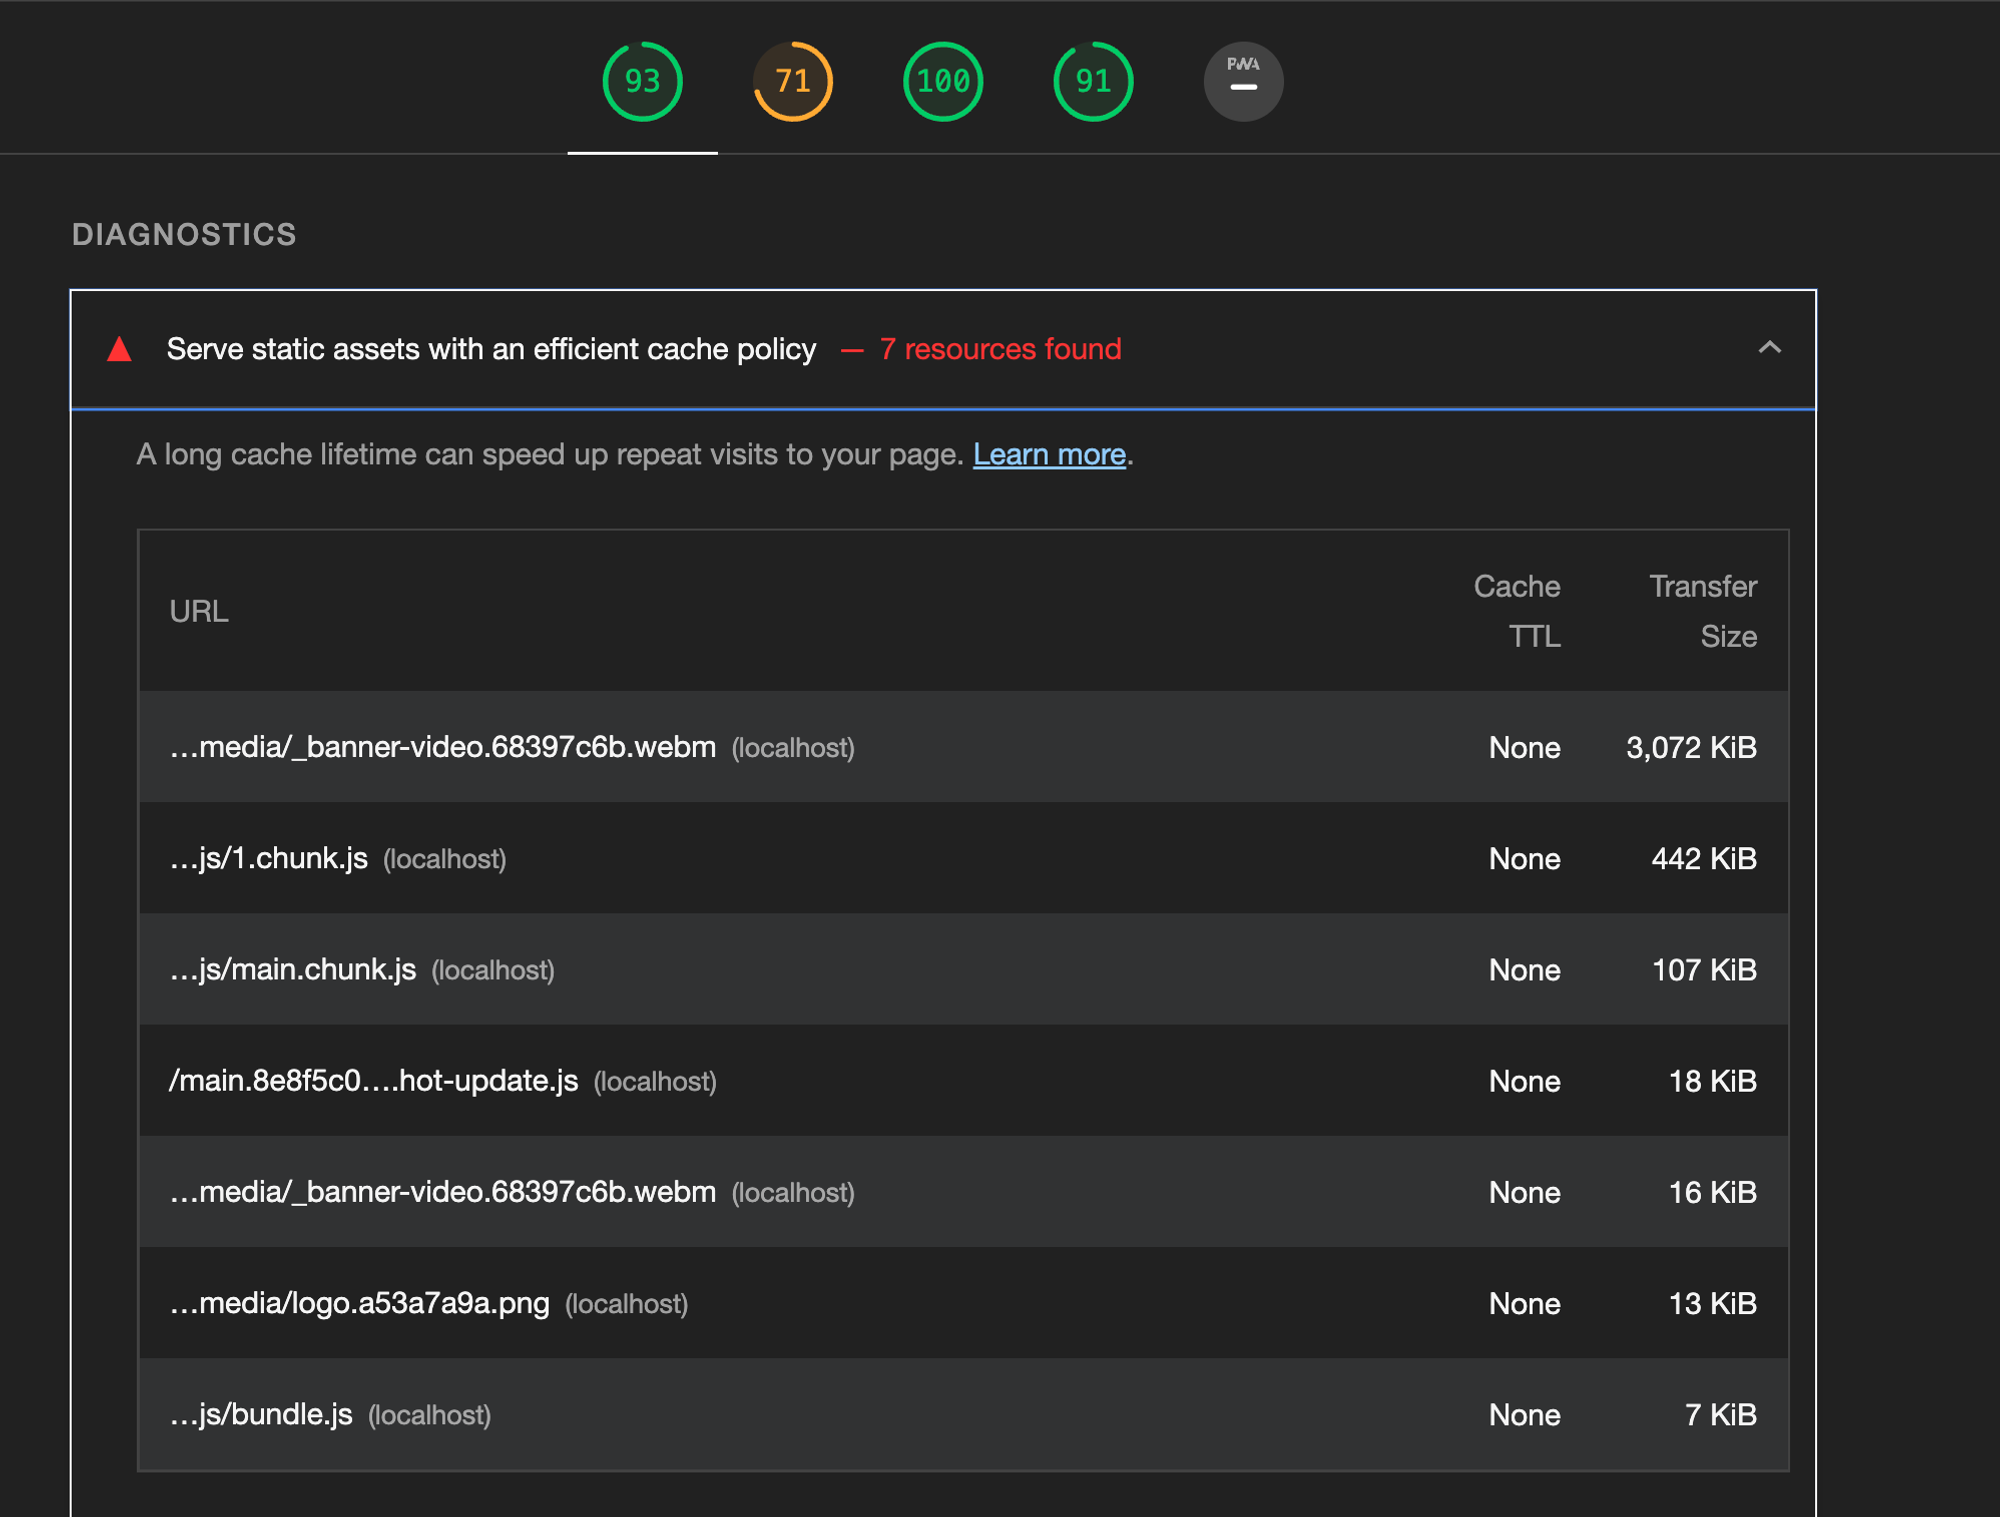 93 71 100 91 PWA
DIAGNOSTICS
Serve static assets with an efficient cache policy — 7 resources found
A long cache lifetime can speed up repeat visits to your page. Learn more.
URL Cache TTL Transfer Size
...media/_banner-video.68397c6b.webm (localhost) None 3,072 KiB
...js/1.chunk.js (localhost) None 442 KiB
...js/main.chunk.js (localhost) None 107 KiB
/main.8e8f5c0….hot-update.js (localhost) None 18 KiB
...media/_banner-video.68397c6b.webm (localhost) None 16 KiB
...media/logo.a53a7a9a.png (localhost) None 13 KiB
...js/bundle.js (localhost) None 7 KiB